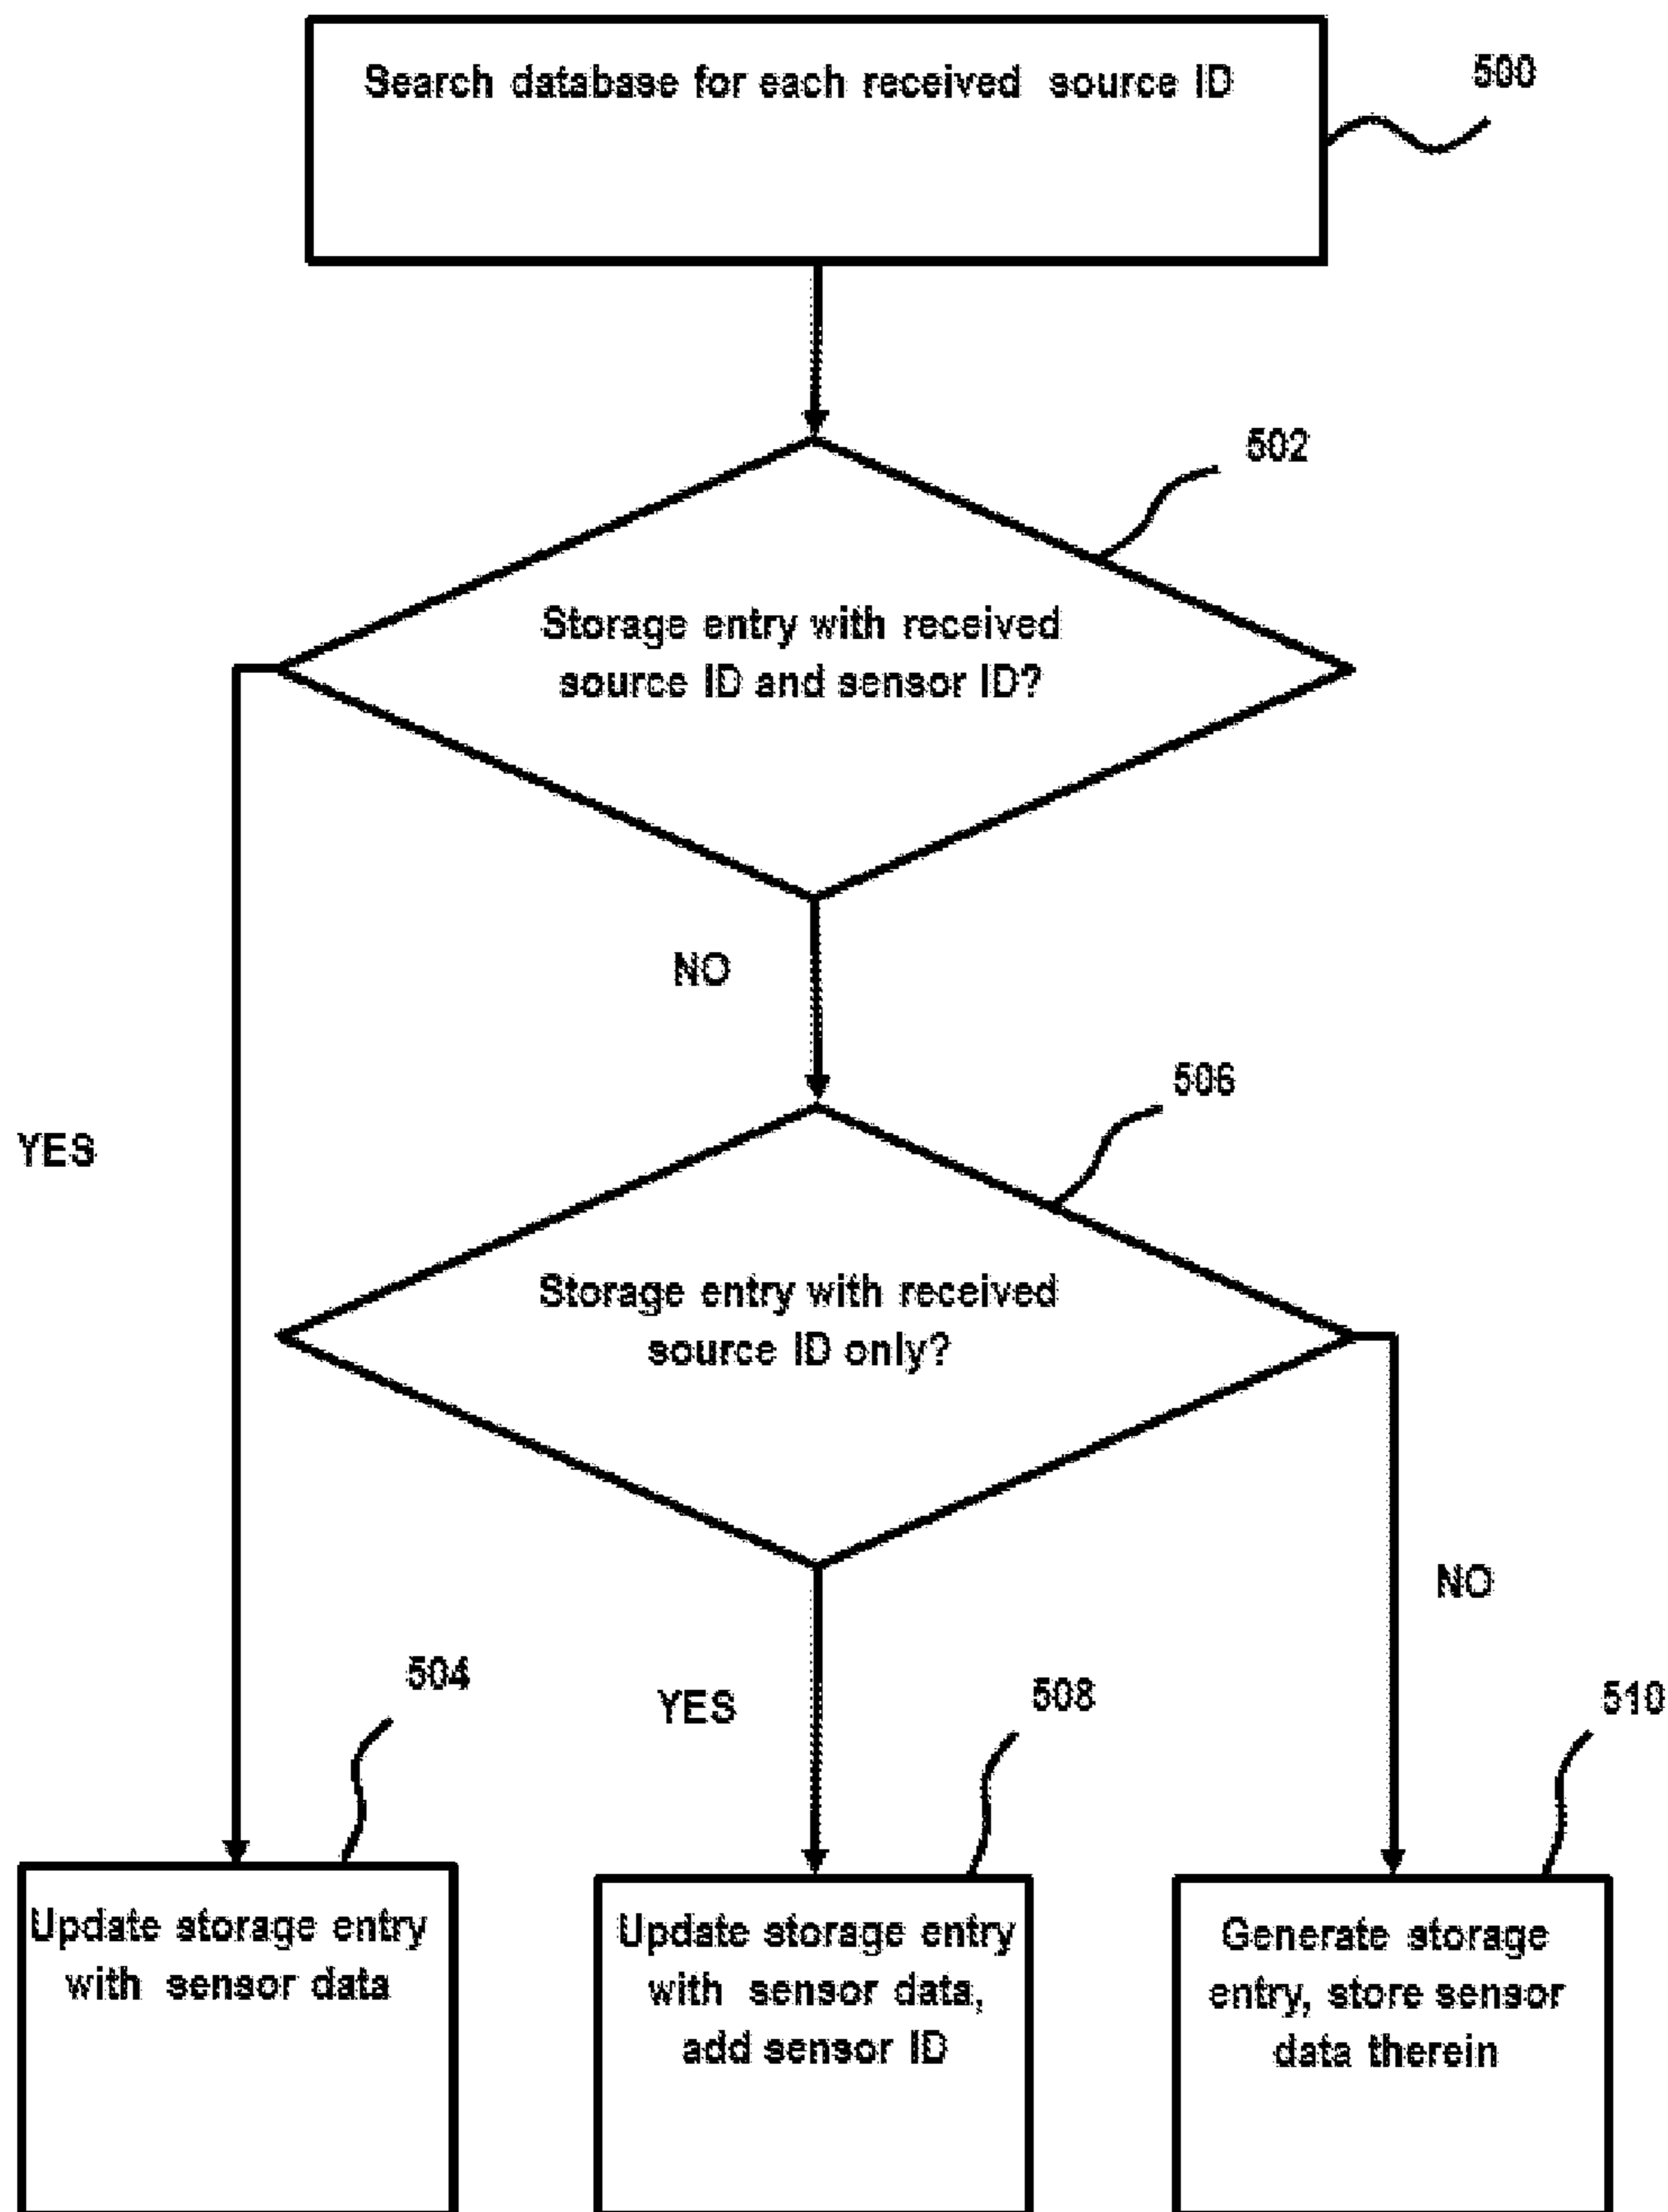 Search database for each received source ID
500
502
Storage entry with received
source ID and sensor ID?
NO
506
YES
Storage entry with received
source ID only?
NO
504
YES
508
510
Update storage entry
with sensor data
Update storage entry
with sensor data,
add sensor ID
Generate storage
entry, store sensor
data therein